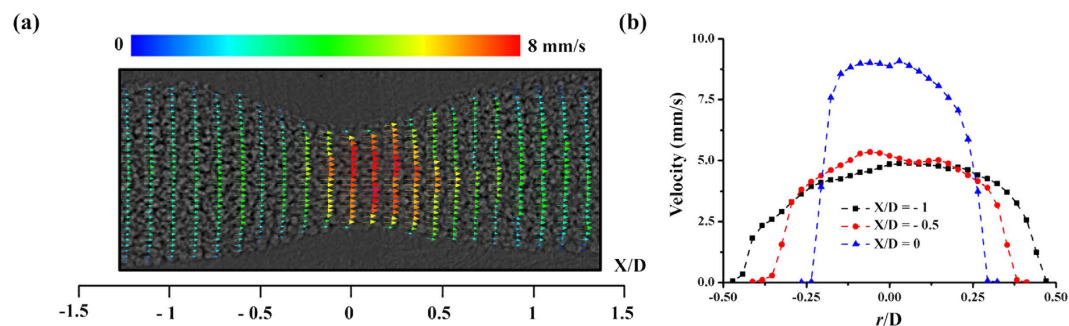 (a)
0
8 mm/s
X/D
-1.5
- 1
- 0.5
0
0.5
1
1.5
(b)
10.0
7.5
5.0
2.5
0.0
Velocity (mm/s)
X/D = - 1
X/D = - 0.5
X/D = 0
-0.50
-0.25
0.00
0.25
0.50
r/D